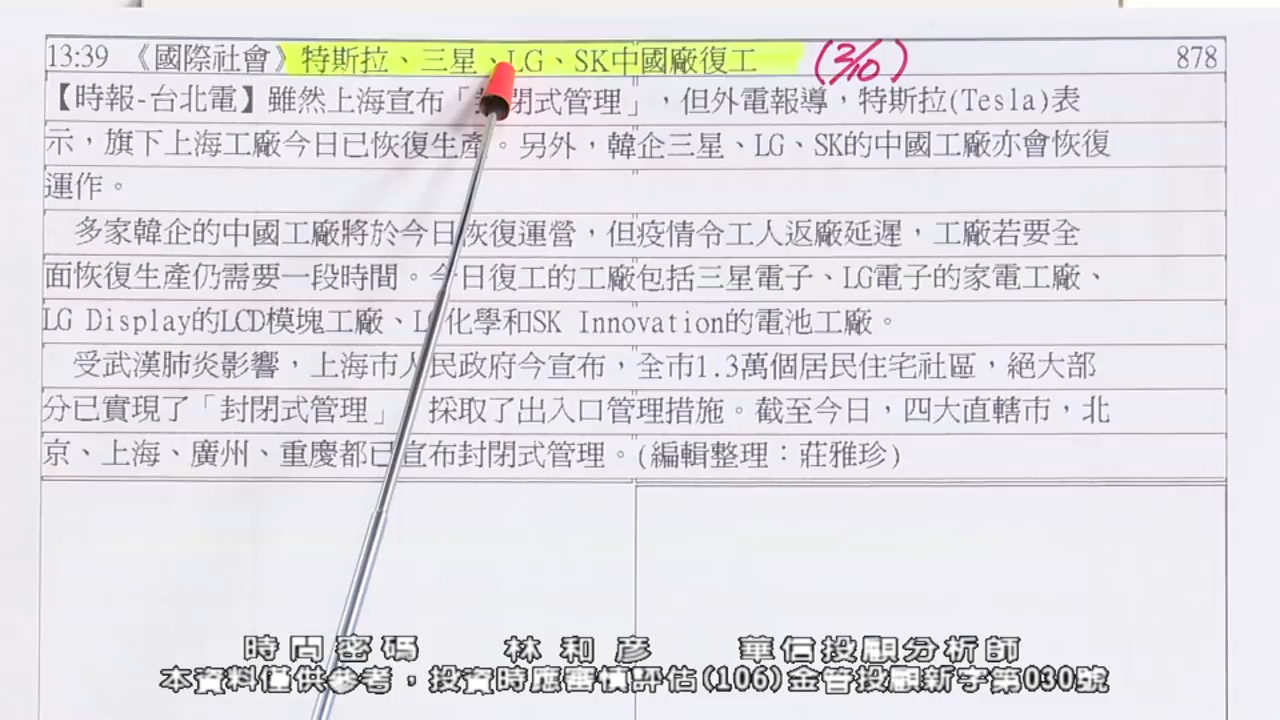 13:39 《國際社會》特斯拉、三星、LG、SK中國廠復工 (2/10) 878
【時報-台北電】雖然上海宣布「封閉式管理」，但外電報導，特斯拉(Tesla)表
示，旗下上海工廠今日已恢復生產。另外，韓企三星、LG、SK的中國工廠亦會恢復
運作。
多家韓企的中國工廠將於今日恢復運營，但疫情令工人返廠延遲，工廠若要全
面恢復生產仍需要一段時間。今日復工的工廠包括三星電子、LG電子的家電工廠、
LG Display的LCD模塊工廠、LG化學和SK Innovation的電池工廠。
受武漢肺炎影響，上海市人民政府今宣布，全市1.3萬個居民住宅社區，絕大部
分已實現了「封閉式管理」 採取了出入口管理措施。截至今日，四大直轄市，北
京、上海、廣州、重慶都已宣布封閉式管理。(編輯整理：莊雅珍)
時間密碼 林和彥 華信投顧分析師
本資料僅供參考，投資時應審慎評估(106)金管投顧新字第030號